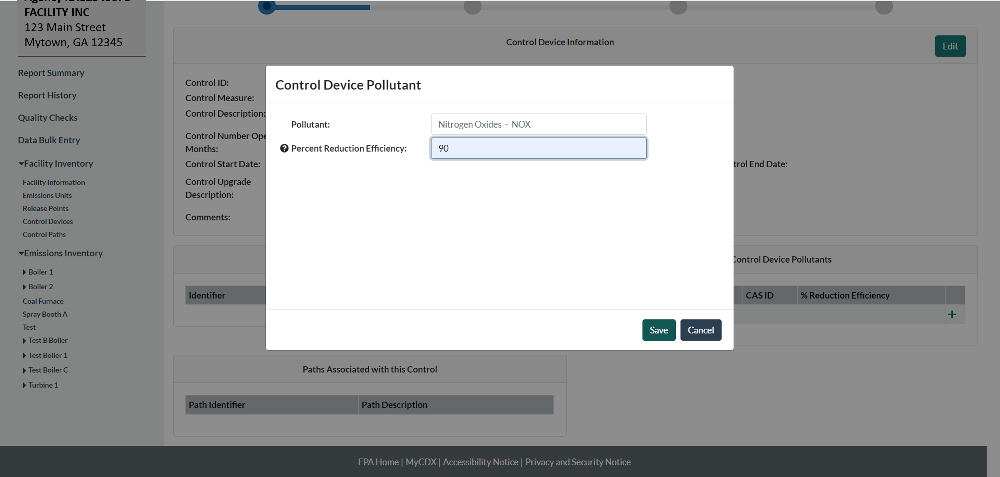 FACILITY INC
123 Main Street
Mytown, GA 12345
Report Summary
Report History
Quality Checks
Data Bulk Entry
Facility Inventory
Facility Information
Emissions Units
Release Points
Control Devices
Control Paths
Emissions Inventory
Boiler 1
Boiler 2
Coal Furnace
Spray Booth A
Test
Test B Boiler
Test Boiler 1
Test Boiler C
Turbine 1
Control Device Information
Edit
Control ID:
Control Measure:
Control Description:
Control Number Ope
Months:
Control Start Date:
trol End Date:
Control Upgrade
Description:
Comments:
Control Device Pollutant
Pollutant:
Nitrogen Oxides - NOX
Percent Reduction Efficiency:
90
Save
Cancel
Control Device Pollutants
Identifier
CAS ID
% Reduction Efficiency
Paths Associated with this Control
Path Identifier
Path Description
EPA Home | MyCDX | Accessibility Notice | Privacy and Security Notice